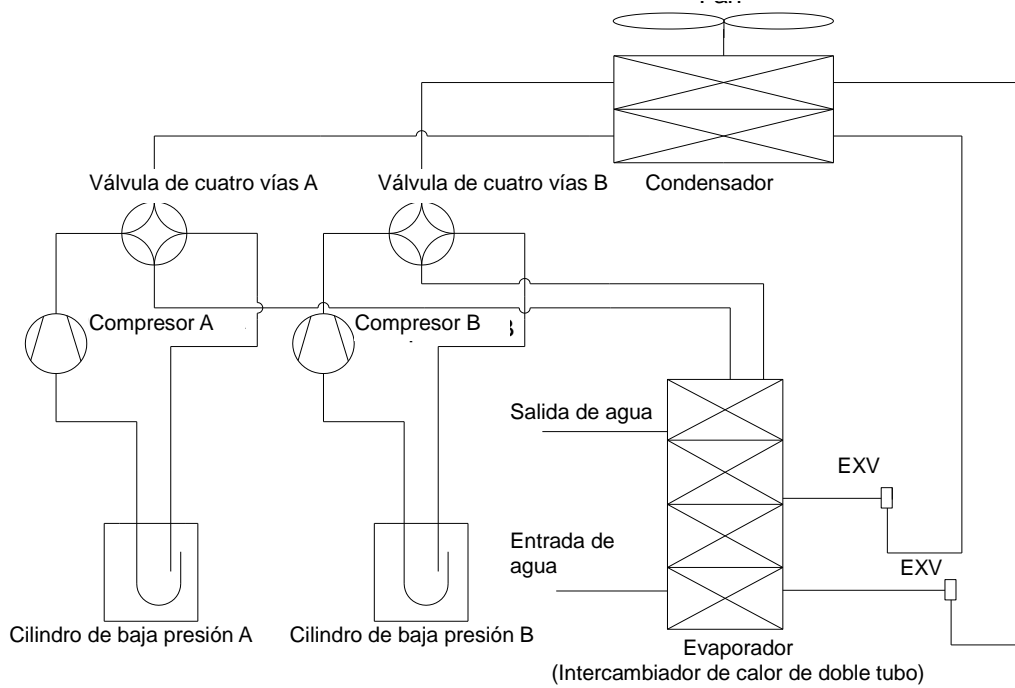 Válvula de cuatro vías A
Válvula de cuatro vías B
Condensador
Compresor A
Compresor B
Salida de agua
EXV
Entrada de
agua
EXV
Cilindro de baja presión A
Cilindro de baja presión B
Evaporador
(Intercambiador de calor de doble tubo)